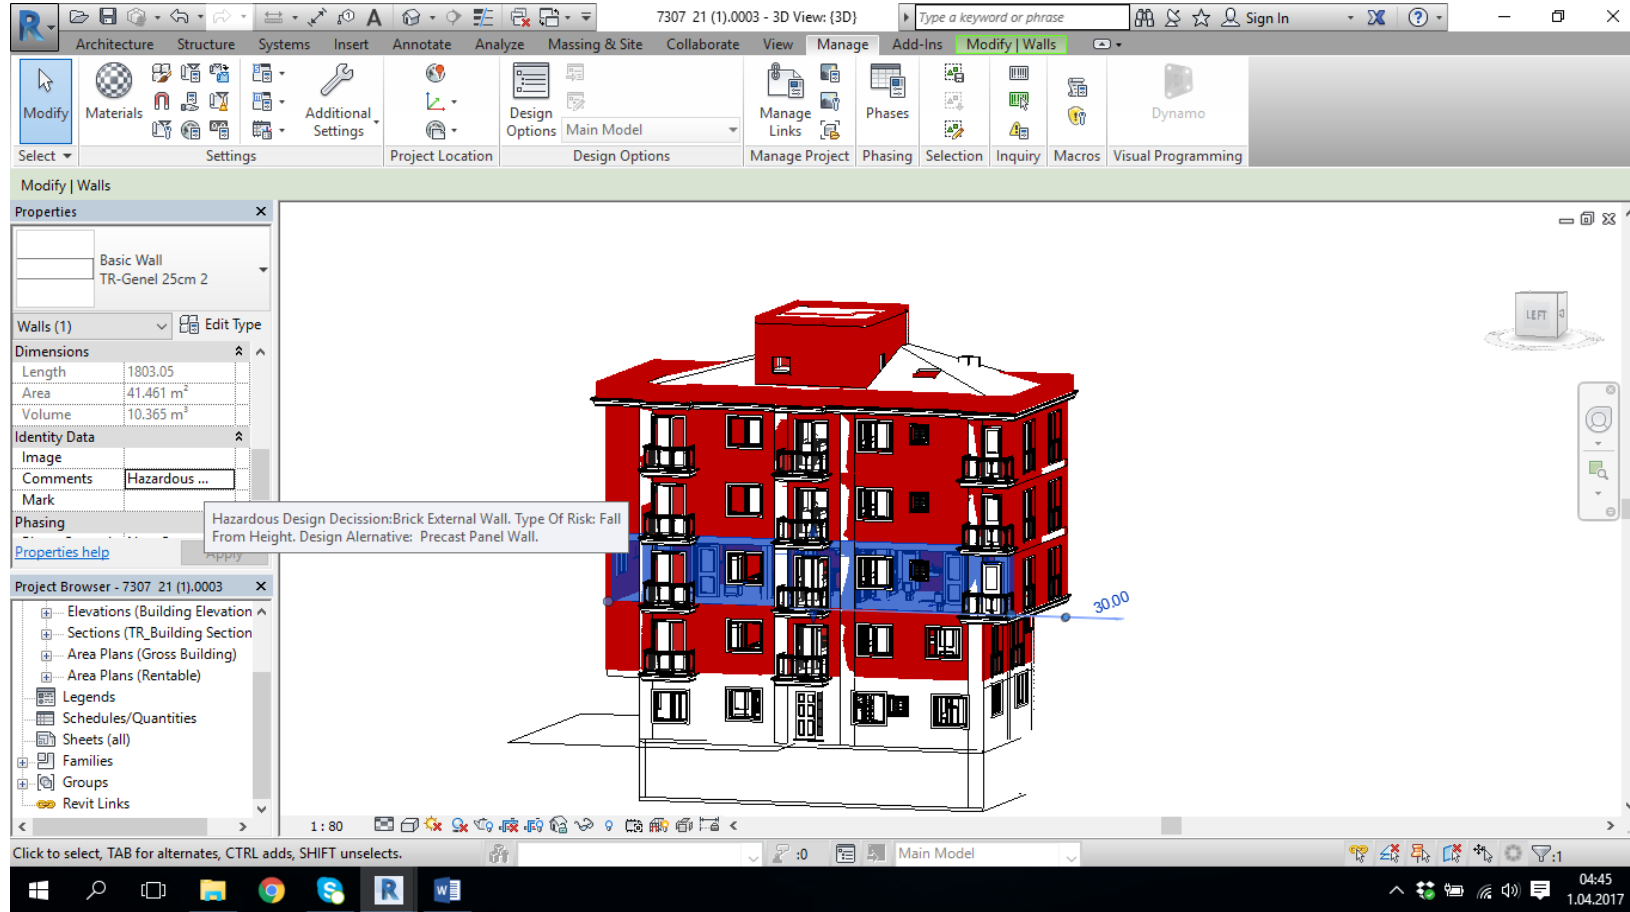 7307 21 (1).0003 - 3D View: {3D}
Type a keyword or phrase
Sign In
Architecture Structure Systems Insert Annotate Analyze Massing & Site Collaborate View Manage Add-Ins Modify | Walls
Modify
Materials
Additional
Settings
Design
Options
Main Model
Manage
Links
Phases
Dynamo
Select
Settings
Project Location
Design Options
Manage Project
Phasing
Selection
Inquiry
Macros
Visual Programming
Modify | Walls
Properties
Basic Wall
TR-Genel 25cm 2
Walls (1)
Edit Type
Dimensions
Length 1803.05
Area 41.461 m²
Volume 10.365 m³
Identity Data
Image
Comments Hazardous ...
Mark
Phasing
Hazardous Design Decission:Brick External Wall. Type Of Risk: Fall
From Height. Design Alernative: Precast Panel Wall.
Properties help
Apply
Project Browser - 7307 21 (1).0003
Elevations (Building Elevation
Sections (TR_Building Section
Area Plans (Gross Building)
Area Plans (Rentable)
Legends
Schedules/Quantities
Sheets (all)
Families
Groups
Revit Links
LEFT
30.00
1 : 80
Click to select, TAB for alternates, CTRL adds, SHIFT unselects.
:0
Main Model
:1
04:45
1.04.2017